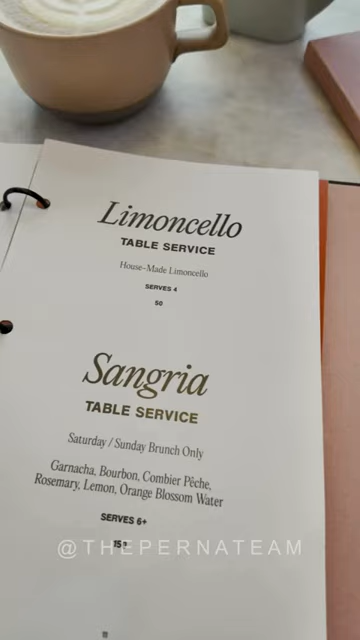 Limoncello
TABLE SERVICE
House-Made Limoncello
SERVES 4
50
Sangria
TABLE SERVICE
Saturday / Sunday Brunch Only
Garnacha, Bourbon, Combier Pêche,
Rosemary, Lemon, Orange Blossom Water
SERVES 6+
@THEPERNATEAM